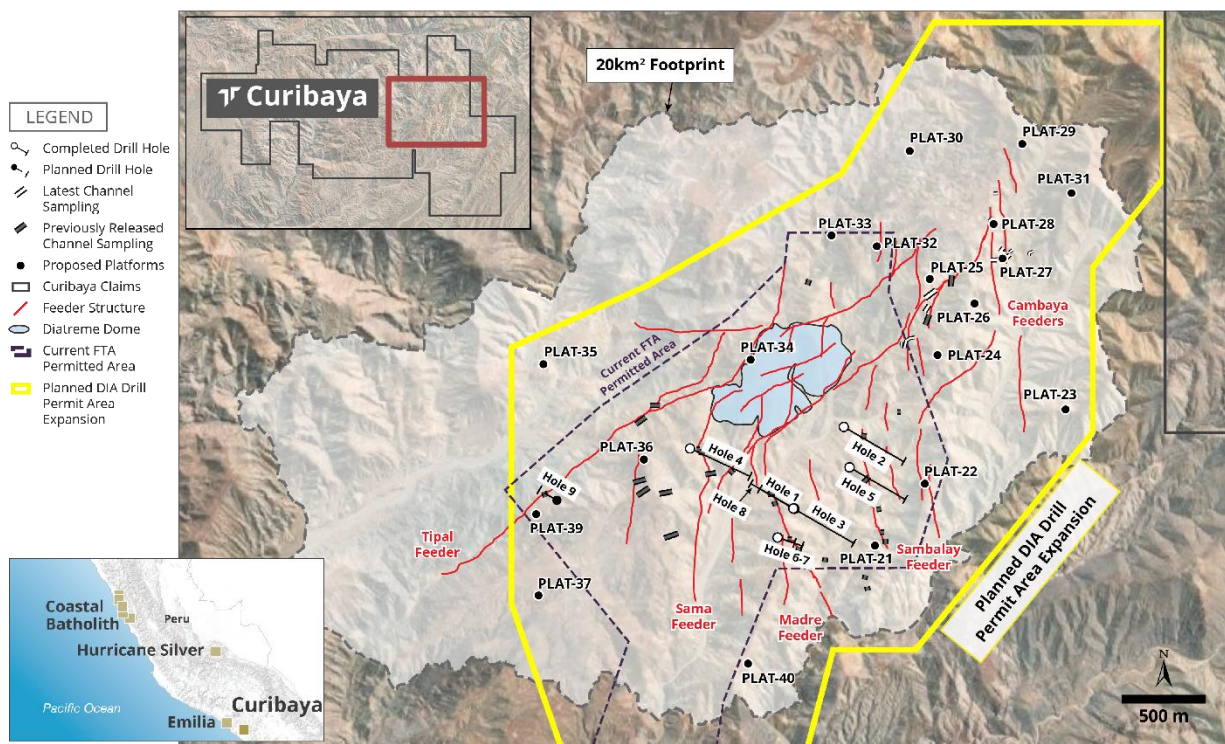 20km² Footprint
Curibaya
LEGEND
Completed Drill Hole
Planned Drill Hole
Latest Channel
Sampling
Previously Released
Channel Sampling
Proposed Platforms
Curibaya Claims
Feeder Structure
Diatreme Dome
Current FTA
Permitted Area
Planned DIA Drill
Permit Area
Expansion
PLAT-29
PLAT-30
PLAT-31
PLAT-28
PLAT-33
PLAT-32
PLAT-27
PLAT-25
PLAT-26
Cambaya
Feeders
PLAT-24
PLAT-34
PLAT-35
Current FTA
Permitted Area
PLAT-23
PLAT-36
Hole 4
Hole 2
PLAT-22
Hole 5
Hole 9
Hole 8
Hole 1
Hole 3
PLAT-39
Tipal
Feeder
Hole 6-7
PLAT-21
Sambalay
Feeder
PLAT-37
Sama
Feeder
Madre
Feeder
PLAT-40
Planned DIA Drill
Permit Area Expansion
Coastal
Batholith
Peru
Hurricane Silver
Pacific Ocean
Emilia
Curibaya
N
500 m